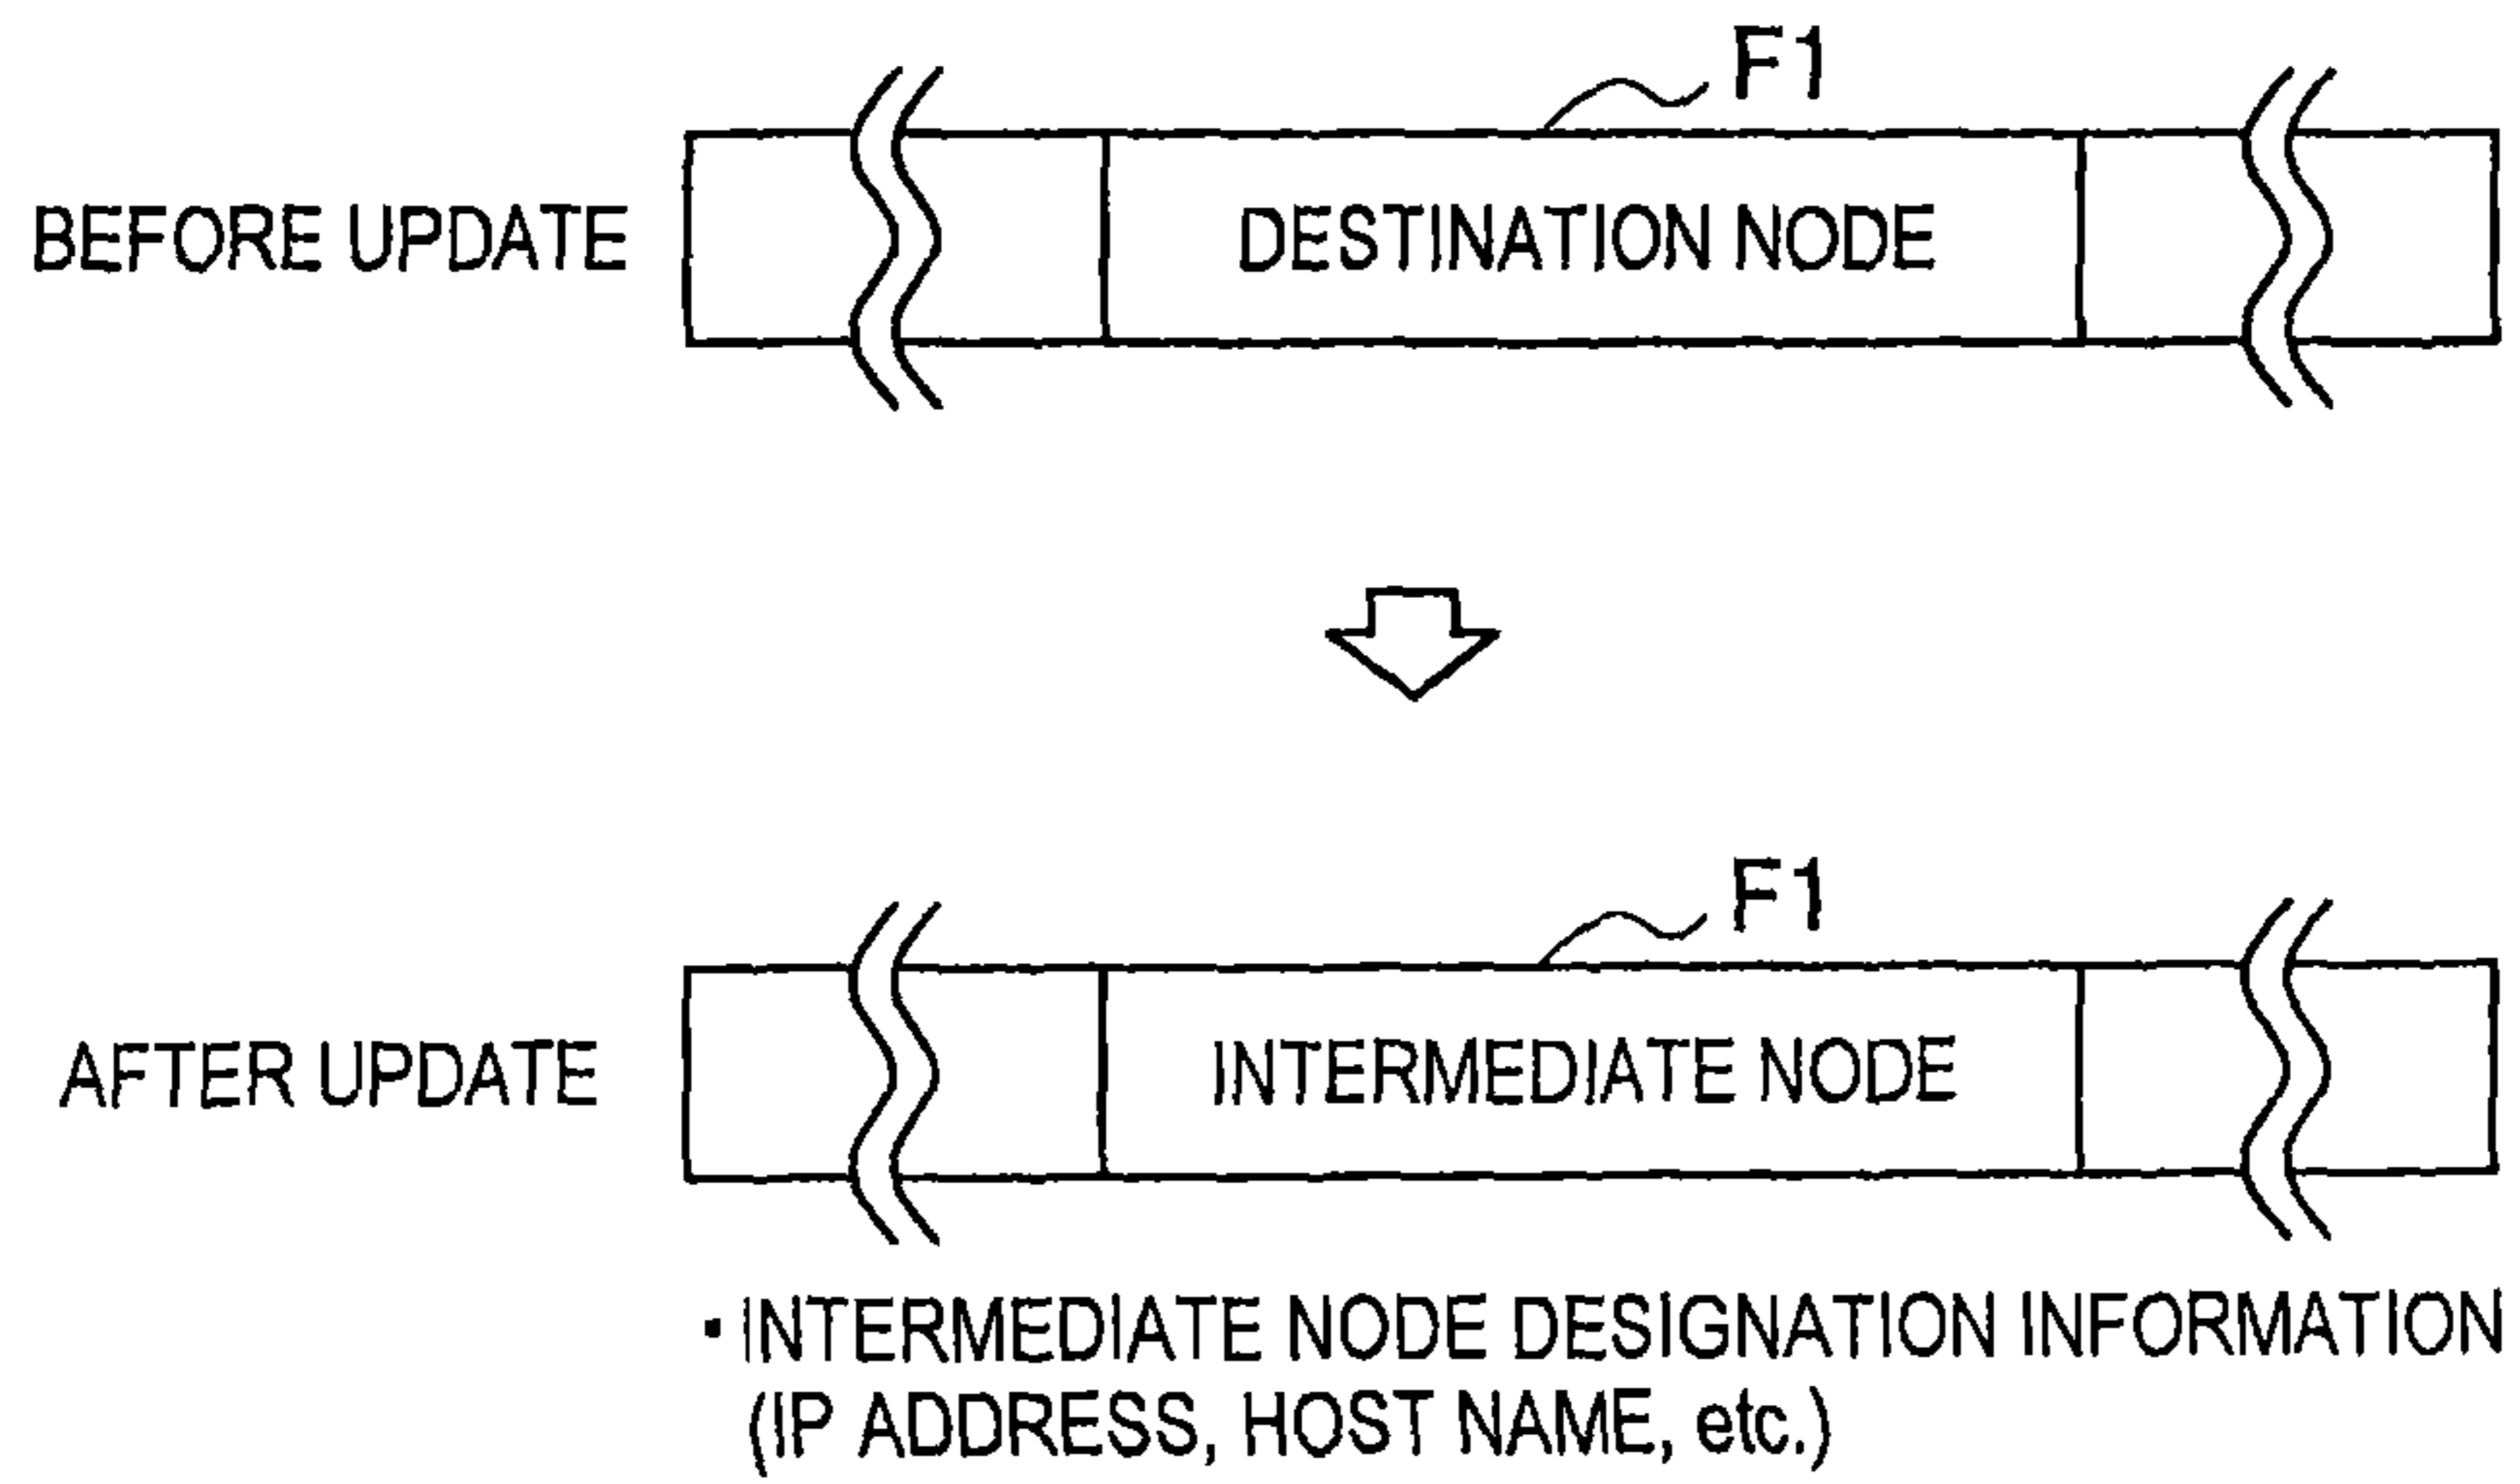 F1
BEFORE UPDATE
DESTINATION NODE
F1
AFTER UPDATE
INTERMEDIATE NODE
▪ INTERMEDIATE NODE DESIGNATION INFORMATION
(IP ADDRESS, HOST NAME, etc.)